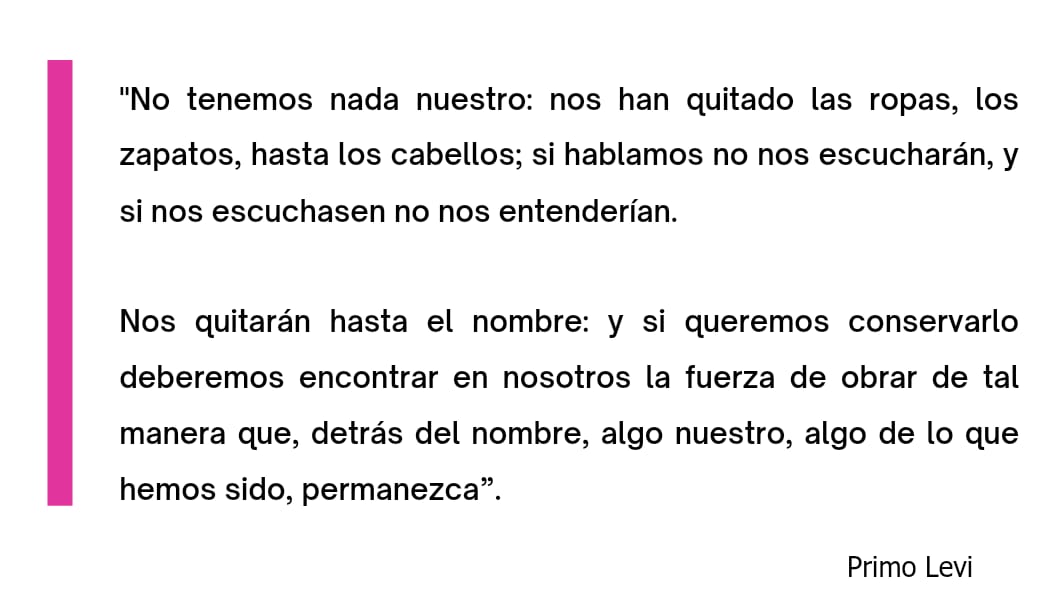 "No tenemos nada nuestro: nos han quitado las ropas, los
zapatos, hasta los cabellos; si hablamos no nos escucharán, y
si nos escuchasen no nos entenderían.
Nos quitarán hasta el nombre: y si queremos conservarlo
deberemos encontrar en nosotros la fuerza de obrar de tal
manera que, detrás del nombre, algo nuestro, algo de lo que
hemos sido, permanezca”.
Primo Levi